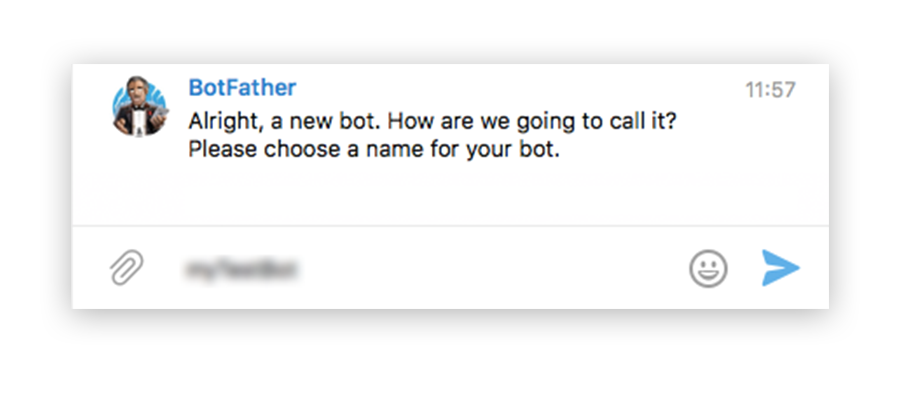 BotFather
11:57
Alright, a new bot. How are we going to call it?
Please choose a name for your bot.